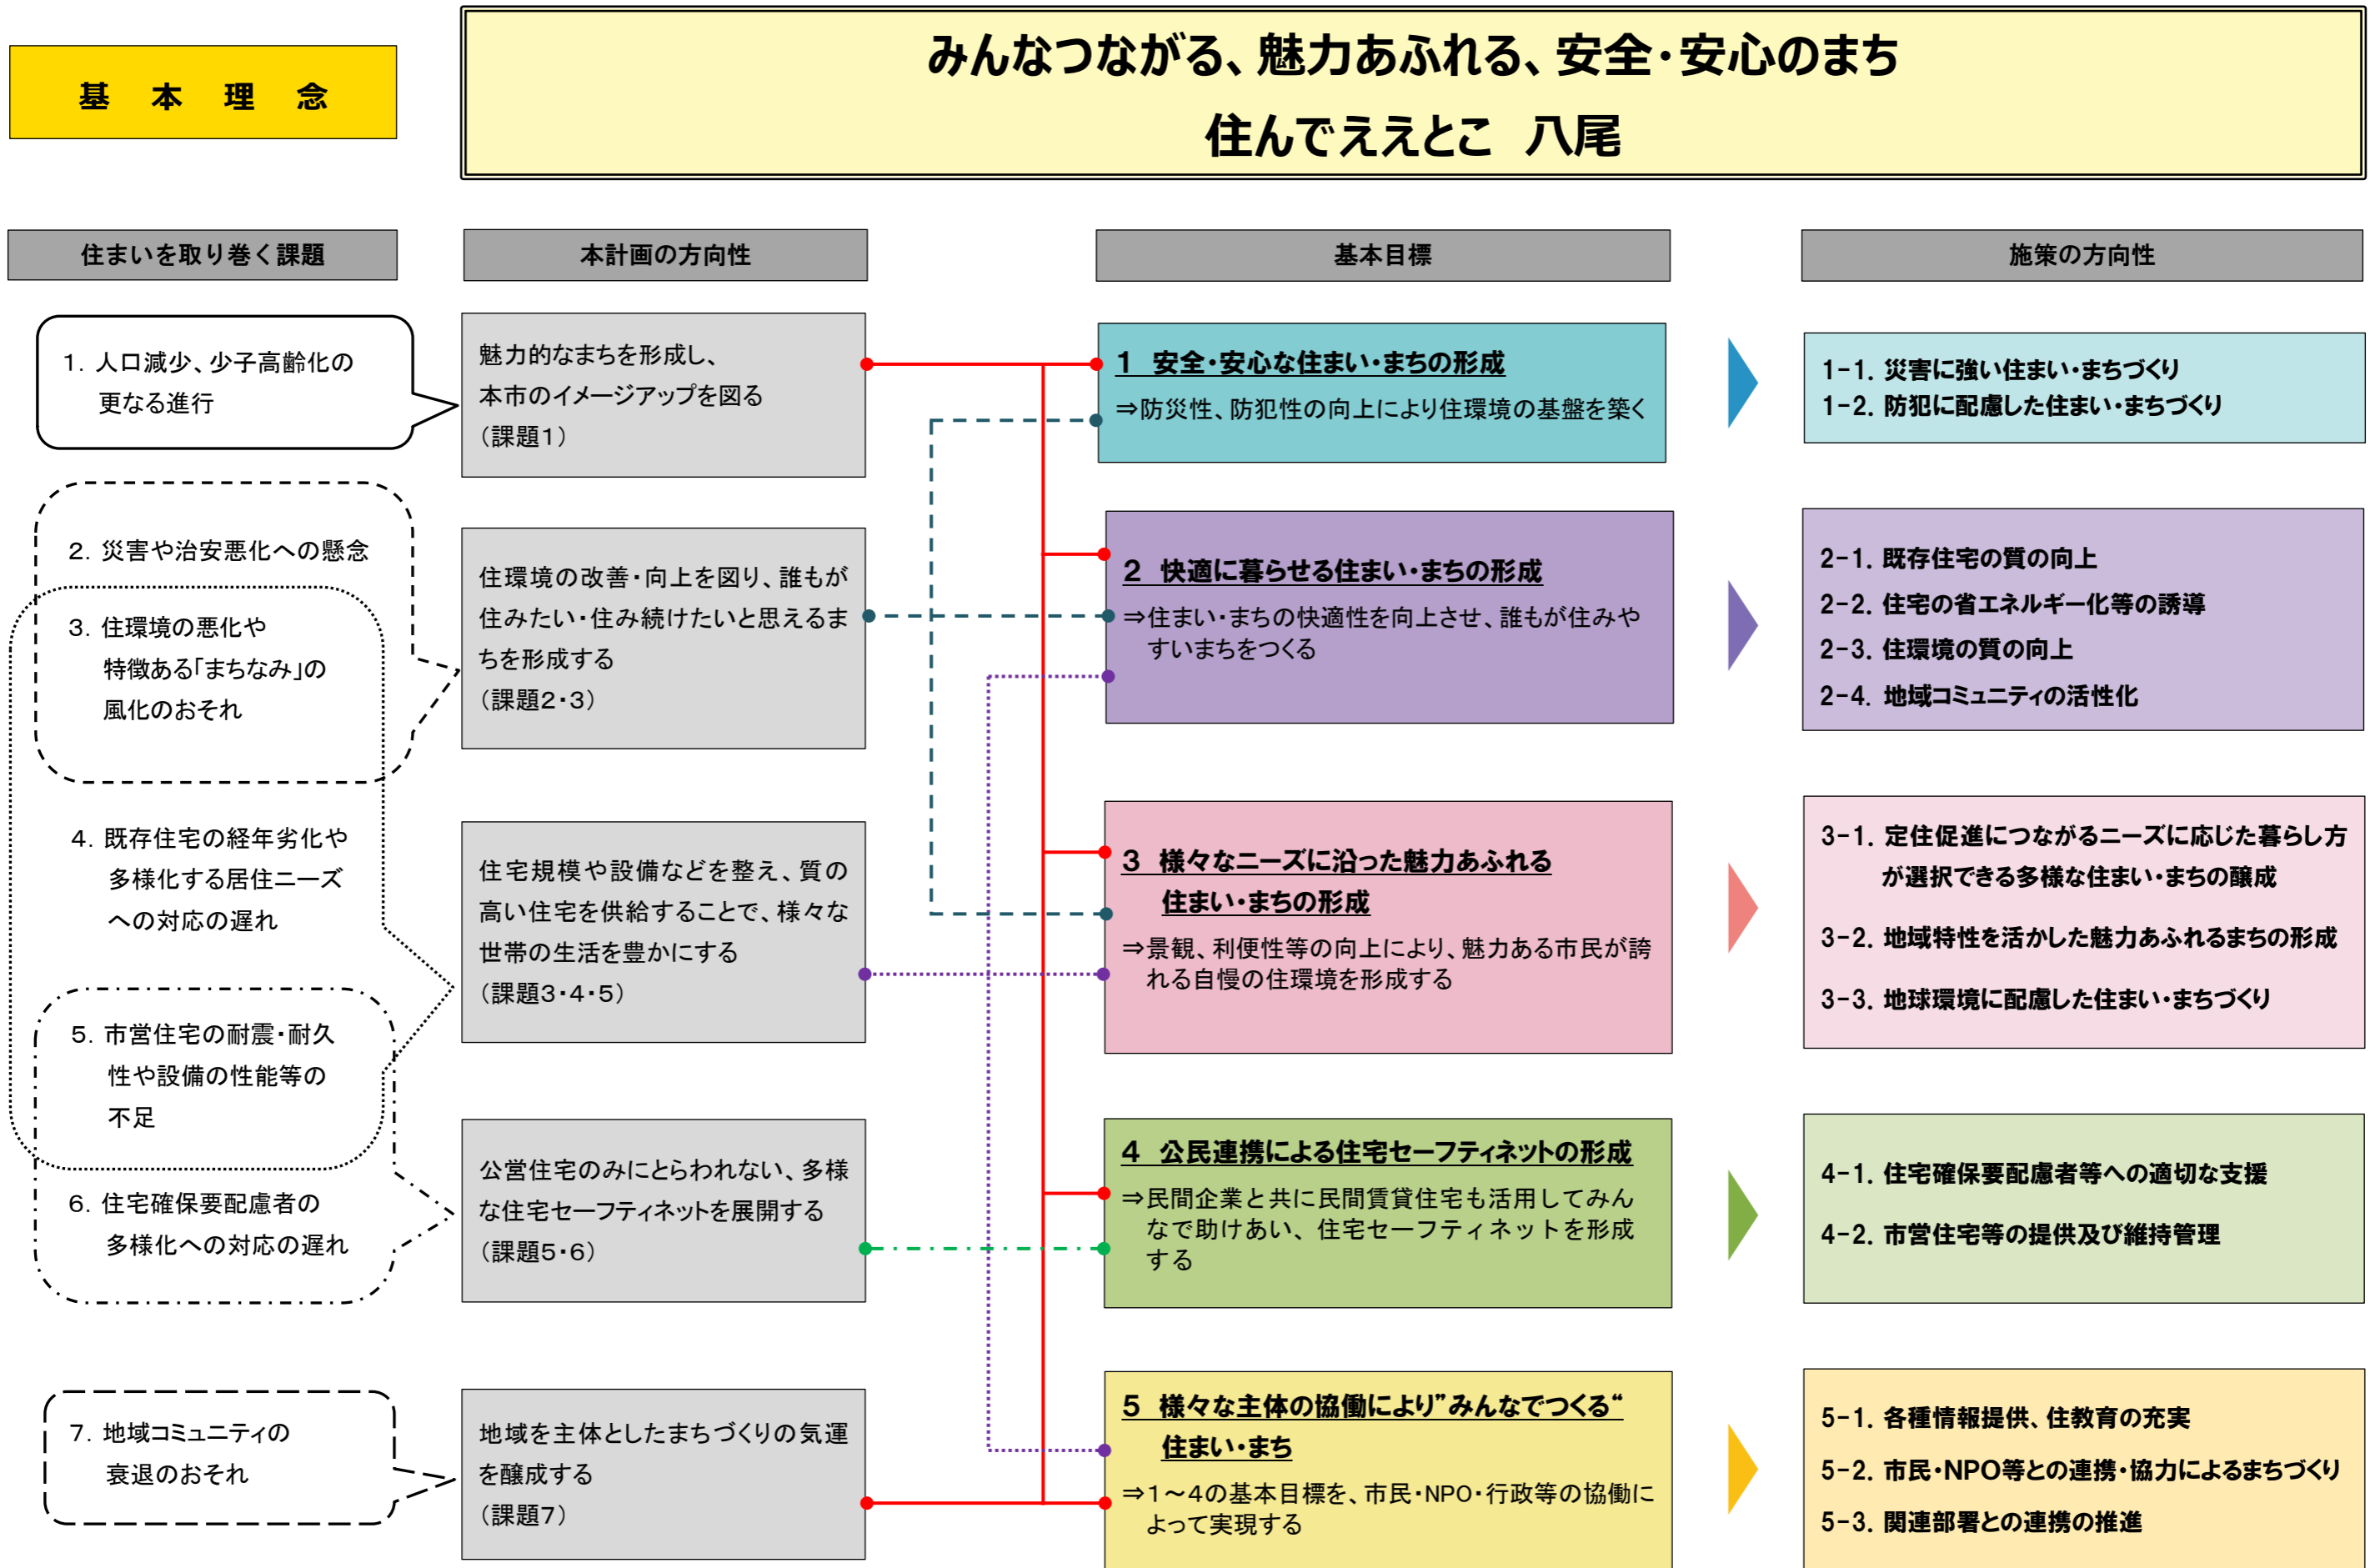 基本理念
みんなつながる、魅力あふれる、安全・安心のまち
住んでええとこ 八尾
住まいを取り巻く課題
本計画の方向性
基本目標
施策の方向性
1. 人口減少、少子高齢化の
更なる進行
2. 災害や治安悪化への懸念
3. 住環境の悪化や
特徴ある「まちなみ」の
風化のおそれ
4. 既存住宅の経年劣化や
多様化する居住ニーズ
への対応の遅れ
5. 市営住宅の耐震・耐久
性や設備の性能等の
不足
6. 住宅確保要配慮者の
多様化への対応の遅れ
7. 地域コミュニティの
衰退のおそれ
魅力的なまちを形成し、
本市のイメージアップを図る
(課題1)
住環境の改善・向上を図り、誰もが
住みたい・住み続けたいと思えるま
ちを形成する
(課題2・3)
住宅規模や設備などを整え、質の
高い住宅を供給することで、様々な
世帯の生活を豊かにする
(課題3・4・5)
公営住宅のみにとらわれない、多様
な住宅セーフティネットを展開する
(課題5・6)
地域を主体としたまちづくりの気運
を醸成する
(課題7)
1 安全・安心な住まい・まちの形成
⇒防災性、防犯性の向上により住環境の基盤を築く
2 快適に暮らせる住まい・まちの形成
⇒住まい・まちの快適性を向上させ、誰もが住みや
すいまちをつくる
3 様々なニーズに沿った魅力あふれる
住まい・まちの形成
⇒景観、利便性等の向上により、魅力ある市民が誇
れる自慢の住環境を形成する
4 公民連携による住宅セーフティネットの形成
⇒民間企業と共に民間賃貸住宅も活用してみん
なで助けあい、住宅セーフティネットを形成
する
5 様々な主体の協働により”みんなでつくる“
住まい・まち
⇒1～4の基本目標を、市民・NPO・行政等の協働に
よって実現する
1-1. 災害に強い住まい・まちづくり
1-2. 防犯に配慮した住まい・まちづくり
2-1. 既存住宅の質の向上
2-2. 住宅の省エネルギー化等の誘導
2-3. 住環境の質の向上
2-4. 地域コミュニティの活性化
3-1. 定住促進につながるニーズに応じた暮らし方
が選択できる多様な住まい・まちの醸成
3-2. 地域特性を活かした魅力あふれるまちの形成
3-3. 地球環境に配慮した住まい・まちづくり
4-1. 住宅確保要配慮者等への適切な支援
4-2. 市営住宅等の提供及び維持管理
5-1. 各種情報提供、住教育の充実
5-2. 市民・NPO等との連携・協力によるまちづくり
5-3. 関連部署との連携の推進